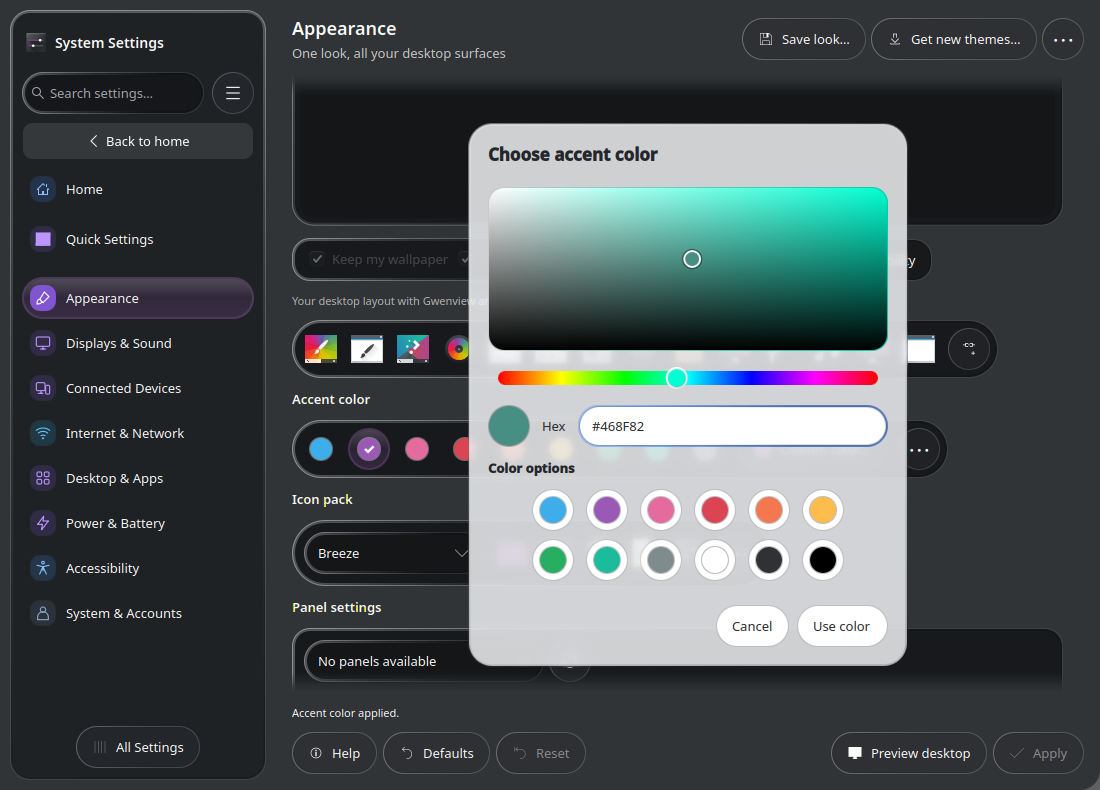 System Settings
Search settings...
Back to home
Home
Quick Settings
Appearance
Displays & Sound
Connected Devices
Internet & Network
Desktop & Apps
Power & Battery
Accessibility
System & Accounts
All Settings
Appearance
One look, all your desktop surfaces
Save look...
Get new themes...
Keep my wallpaper
Your desktop layout with Gwenview
Accent color
Icon pack
Breeze
Panel settings
No panels available
Accent color applied.
Help
Defaults
Reset
Preview desktop
Apply
Choose accent color
Hex
#468F82
Color options
Cancel
Use color